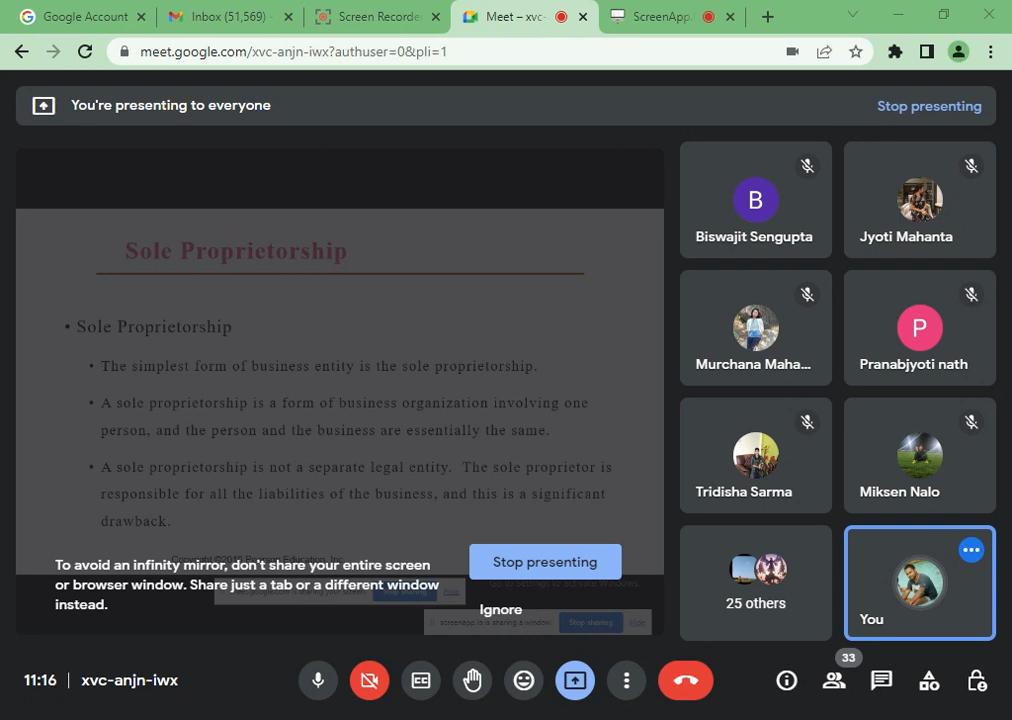 Google Account
Inbox (51,569)
Screen Recorde
Meet – xvc-
ScreenApp.
meet.google.com/xvc-anjn-iwx?authuser=0&pli=1
You're presenting to everyone
Stop presenting
Sole Proprietorship
• Sole Proprietorship
• The simplest form of business entity is the sole proprietorship.
• A sole proprietorship is a form of business organization involving one
person, and the person and the business are essentially the same.
• A sole proprietorship is not a separate legal entity. The sole proprietor is
responsible for all the liabilities of the business, and this is a significant
drawback.
To avoid an infinity mirror, don't share your entire screen
or browser window. Share just a tab or a different window
instead.
Stop presenting
Ignore
screenapp.io is sharing a window.
Stop sharing
Hide
B
Biswajit Sengupta
Jyoti Mahanta
Murchana Maha...
P
Pranabjyoti nath
Tridisha Sarma
Miksen Nalo
25 others
You
11:16 | xvc-anjn-iwx
33